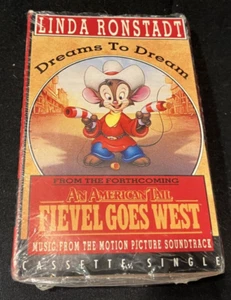 LINDA RONSTADT
Dreams To Dream
FROM THE FORTHCOMING
AN AMERICAN TAIL
FIEVEL GOES WEST
MUSIC FROM THE MOTION PICTURE SOUNDTRACK
CASSETTE SINGLE